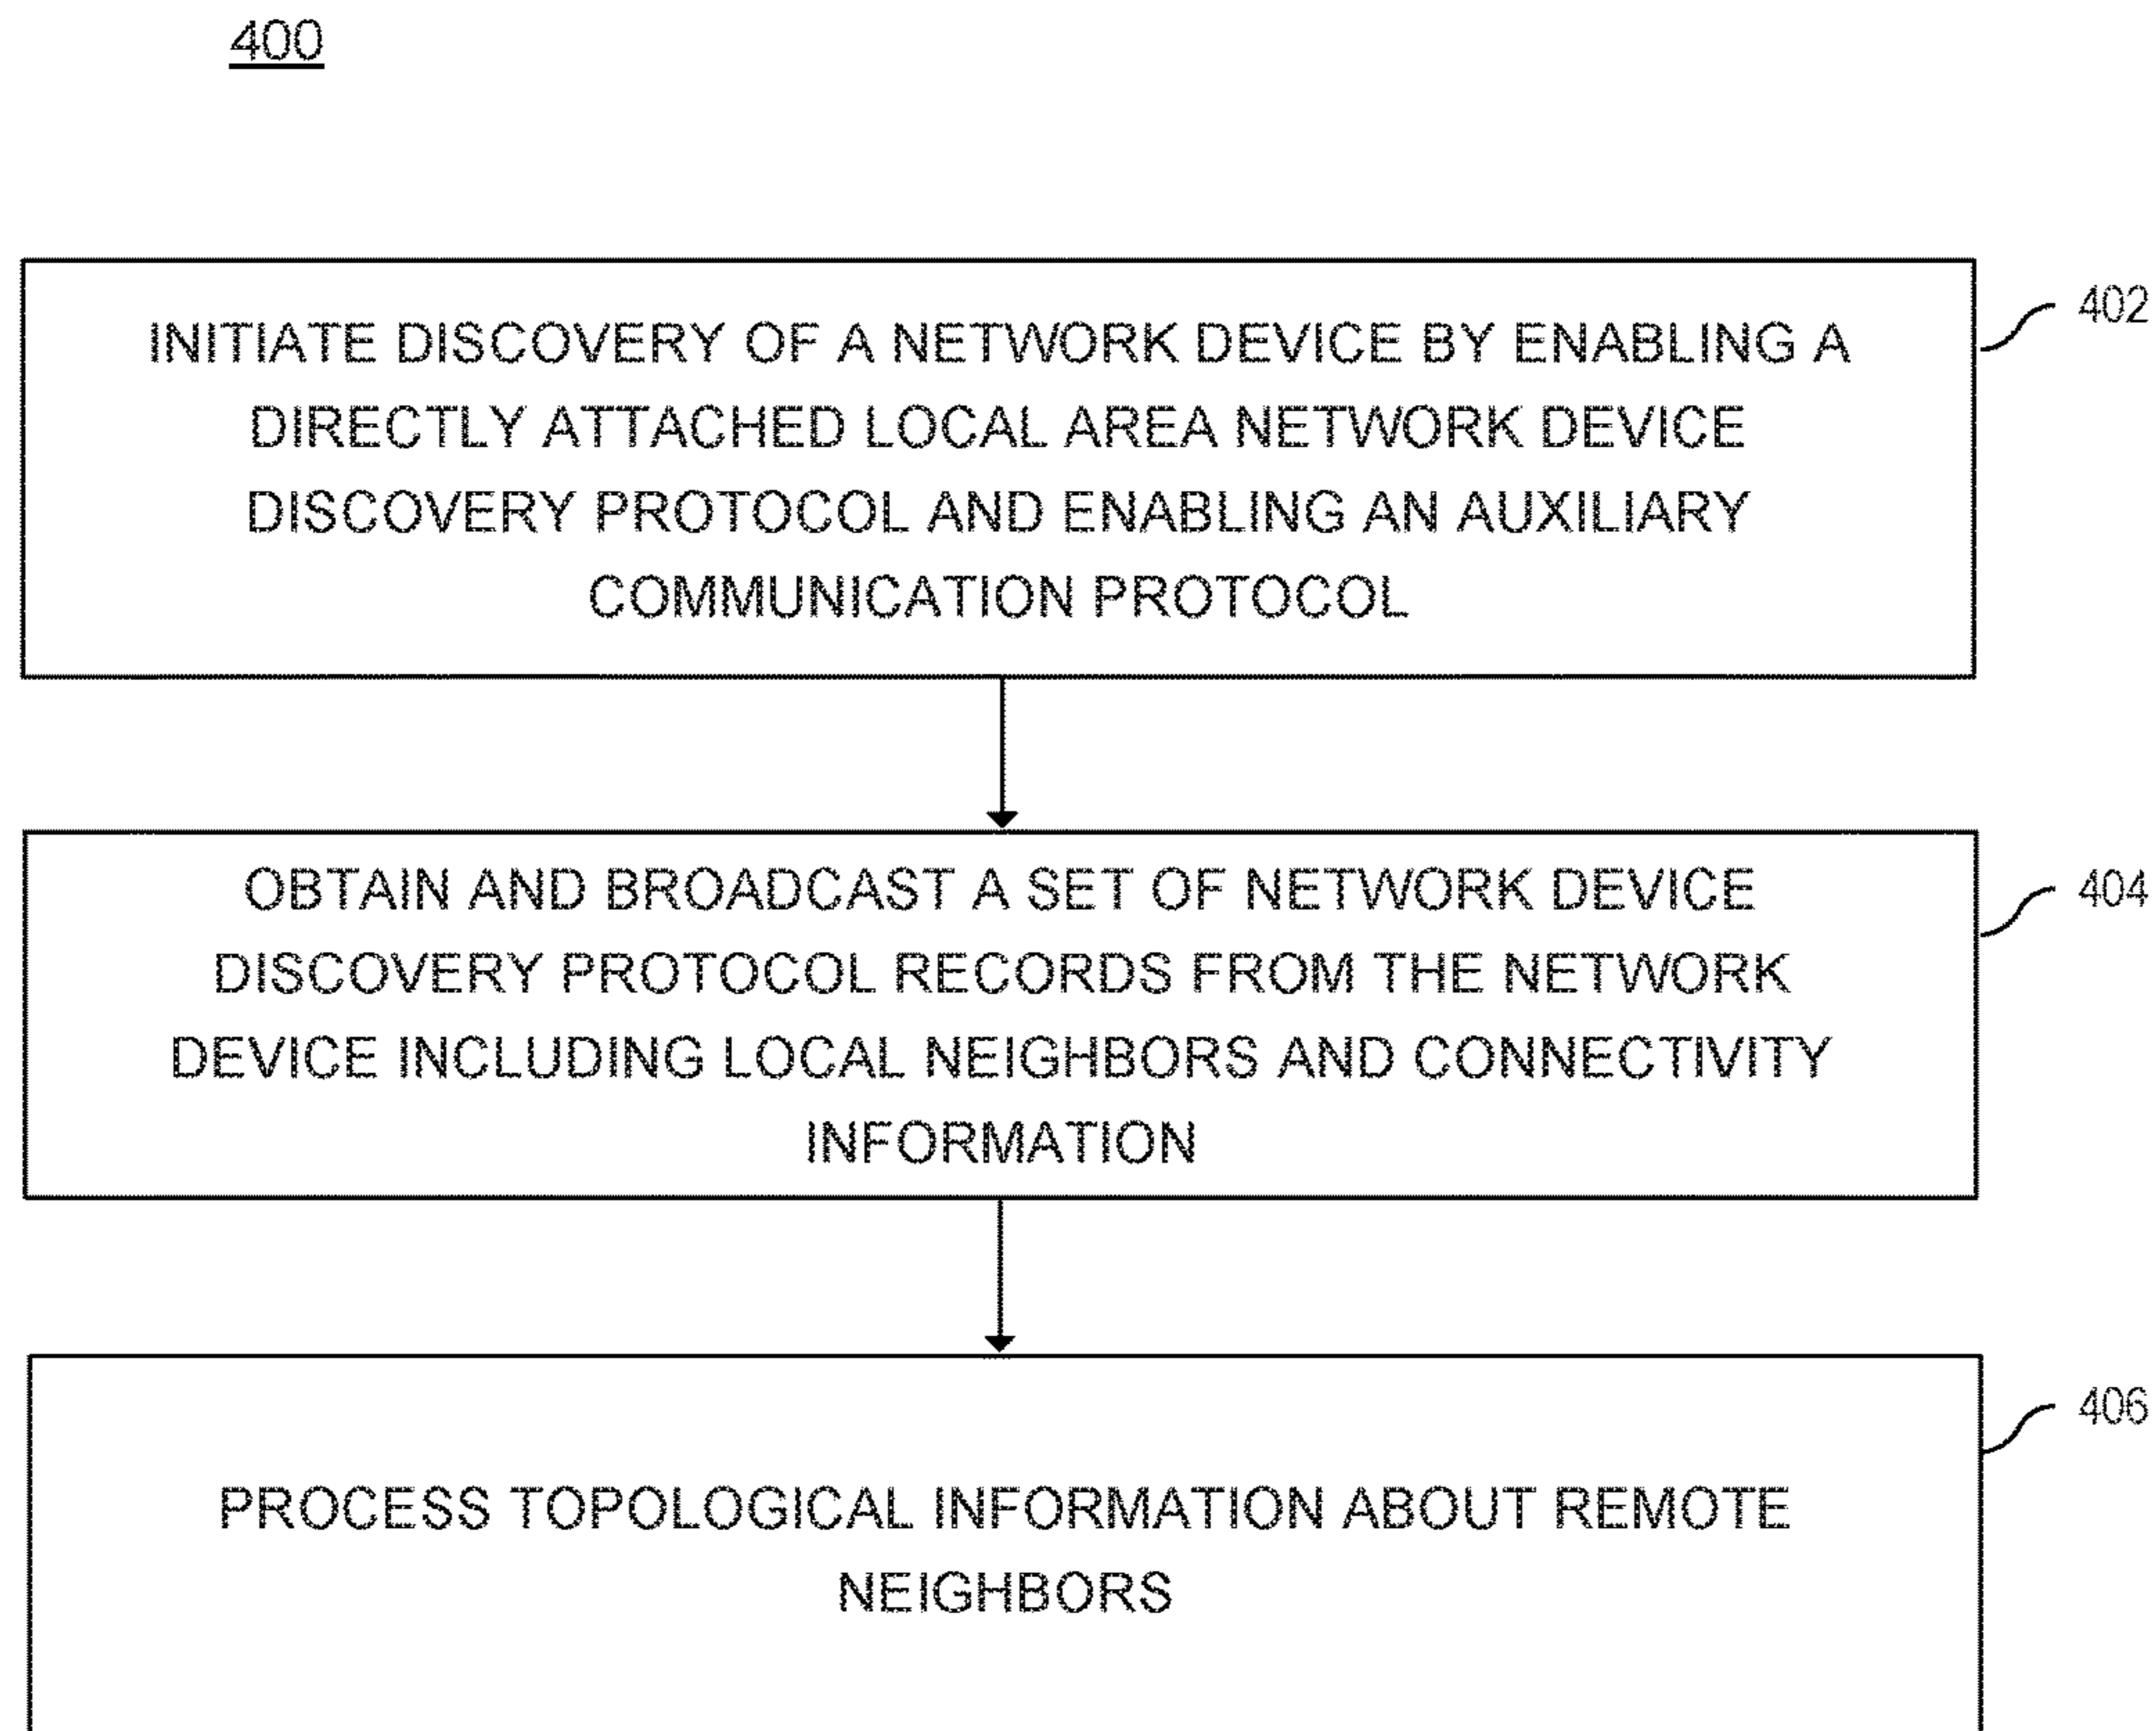 400
INITIATE DISCOVERY OF A NETWORK DEVICE BY ENABLING A
402
DIRECTLY ATTACHED LOCAL AREA NETWORK DEVICE
DISCOVERY PROTOCOL AND ENABLING AN AUXILIARY
COMMUNICATION PROTOCOL
OBTAIN AND BROADCAST A SET OF NETWORK DEVICE
404
DISCOVERY PROTOCOL RECORDS FROM THE NETWORK
DEVICE INCLUDING LOCAL NEIGHBORS AND CONNECTIVITY
INFORMATION
406
PROCESS TOPOLOGICAL INFORMATION ABOUT REMOTE
NEIGHBORS